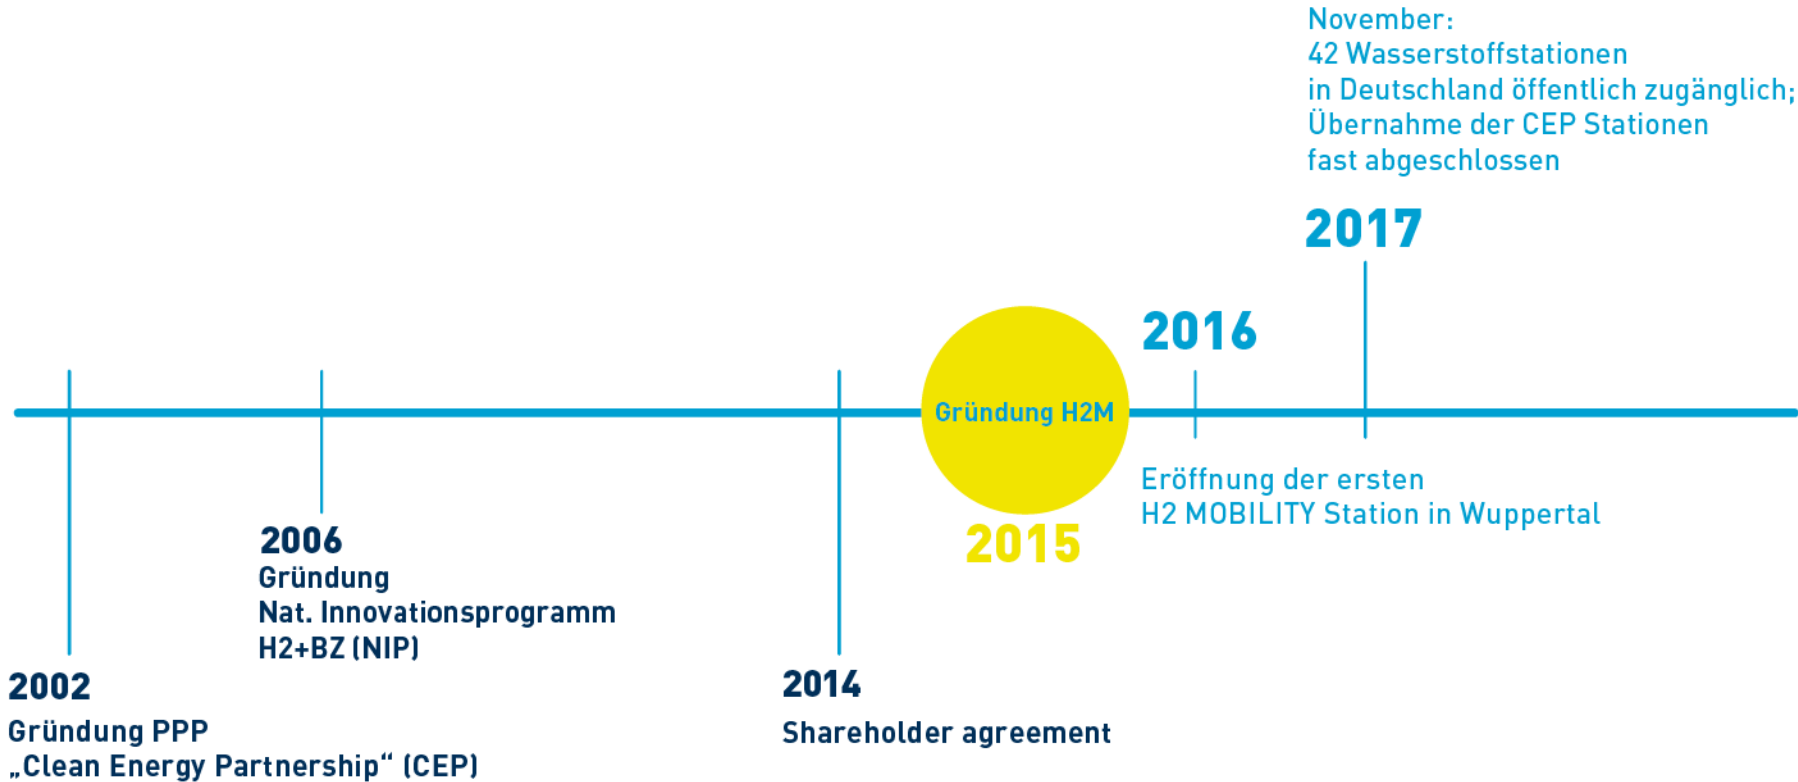 November:
42 Wasserstoffstationen
in Deutschland öffentlich zugänglich;
Übernahme der CEP Stationen
fast abgeschlossen
2017
2016
Gründung H2M
Eröffnung der ersten
H2 MOBILITY Station in Wuppertal
2015
2006
Gründung
Nat. Innovationsprogramm
H2+BZ (NIP)
2002
Gründung PPP
„Clean Energy Partnership“ (CEP)
2014
Shareholder agreement